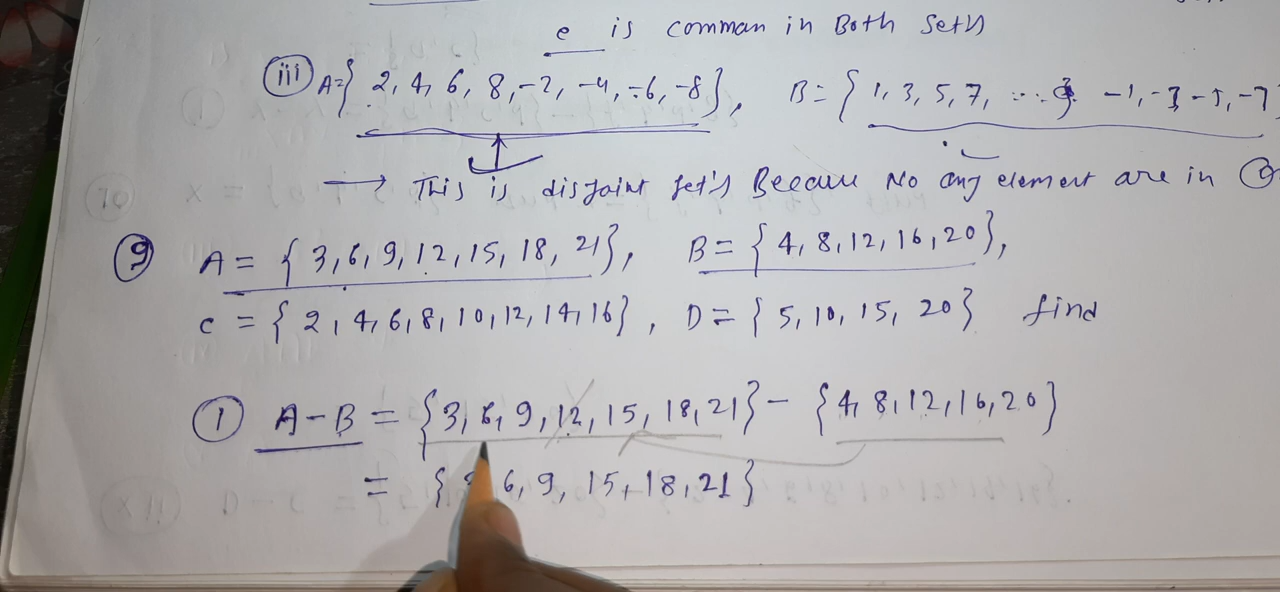 e is comman in Both Set's
(iii) A={ 2, 4, 6, 8, -2, -4, -6, -8}, B={ 1, 3, 5, 7, ... -1, -3, -5, -7
→ This is disjoint Set's Because No any element are in
(9) A = {3, 6, 9, 12, 15, 18, 21}, B = {4, 8, 12, 16, 20},
C = {2, 4, 6, 8, 10, 12, 14, 16}, D = {5, 10, 15, 20} find
(1) A-B = {3, 6, 9, 12, 15, 18, 21} - {4, 8, 12, 16, 20}
= { 6, 9, 15, 18, 21}